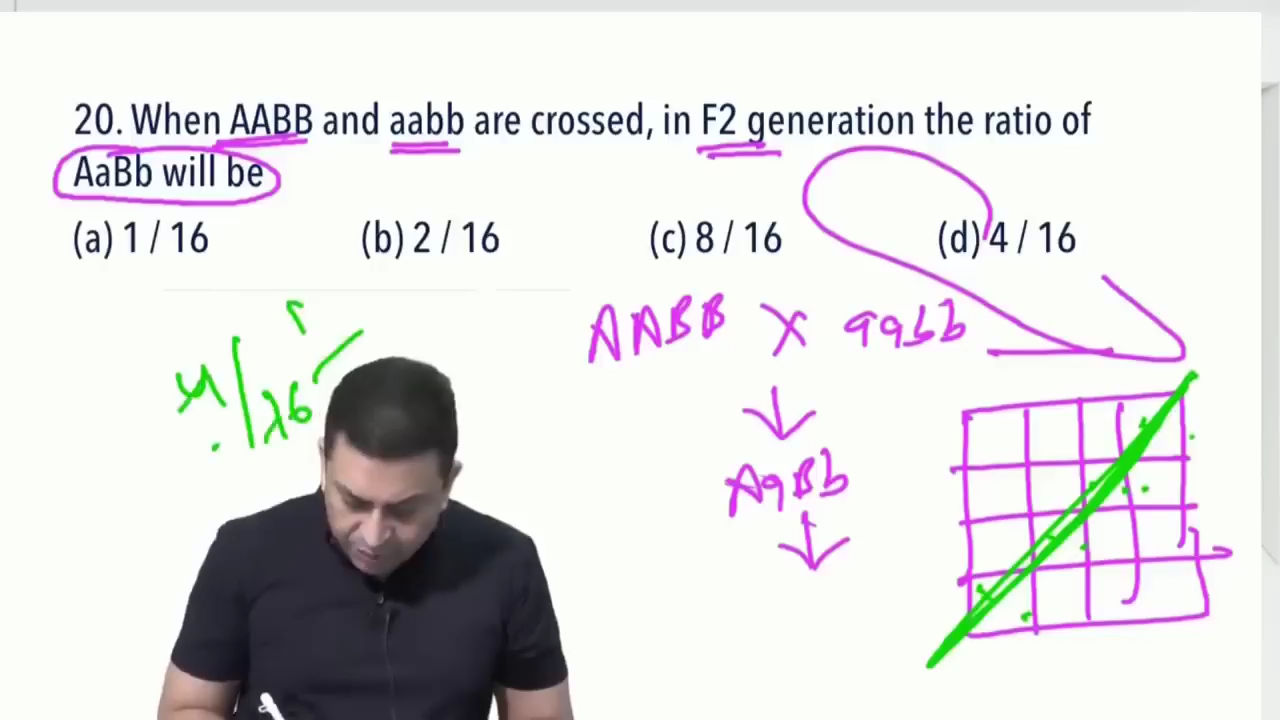 20. When AABB and aabb are crossed, in F2 generation the ratio of
AaBb will be
(a) 1 / 16 (b) 2 / 16 (c) 8 / 16 (d) 4 / 16
AABB X aabb
AaBb
4/16